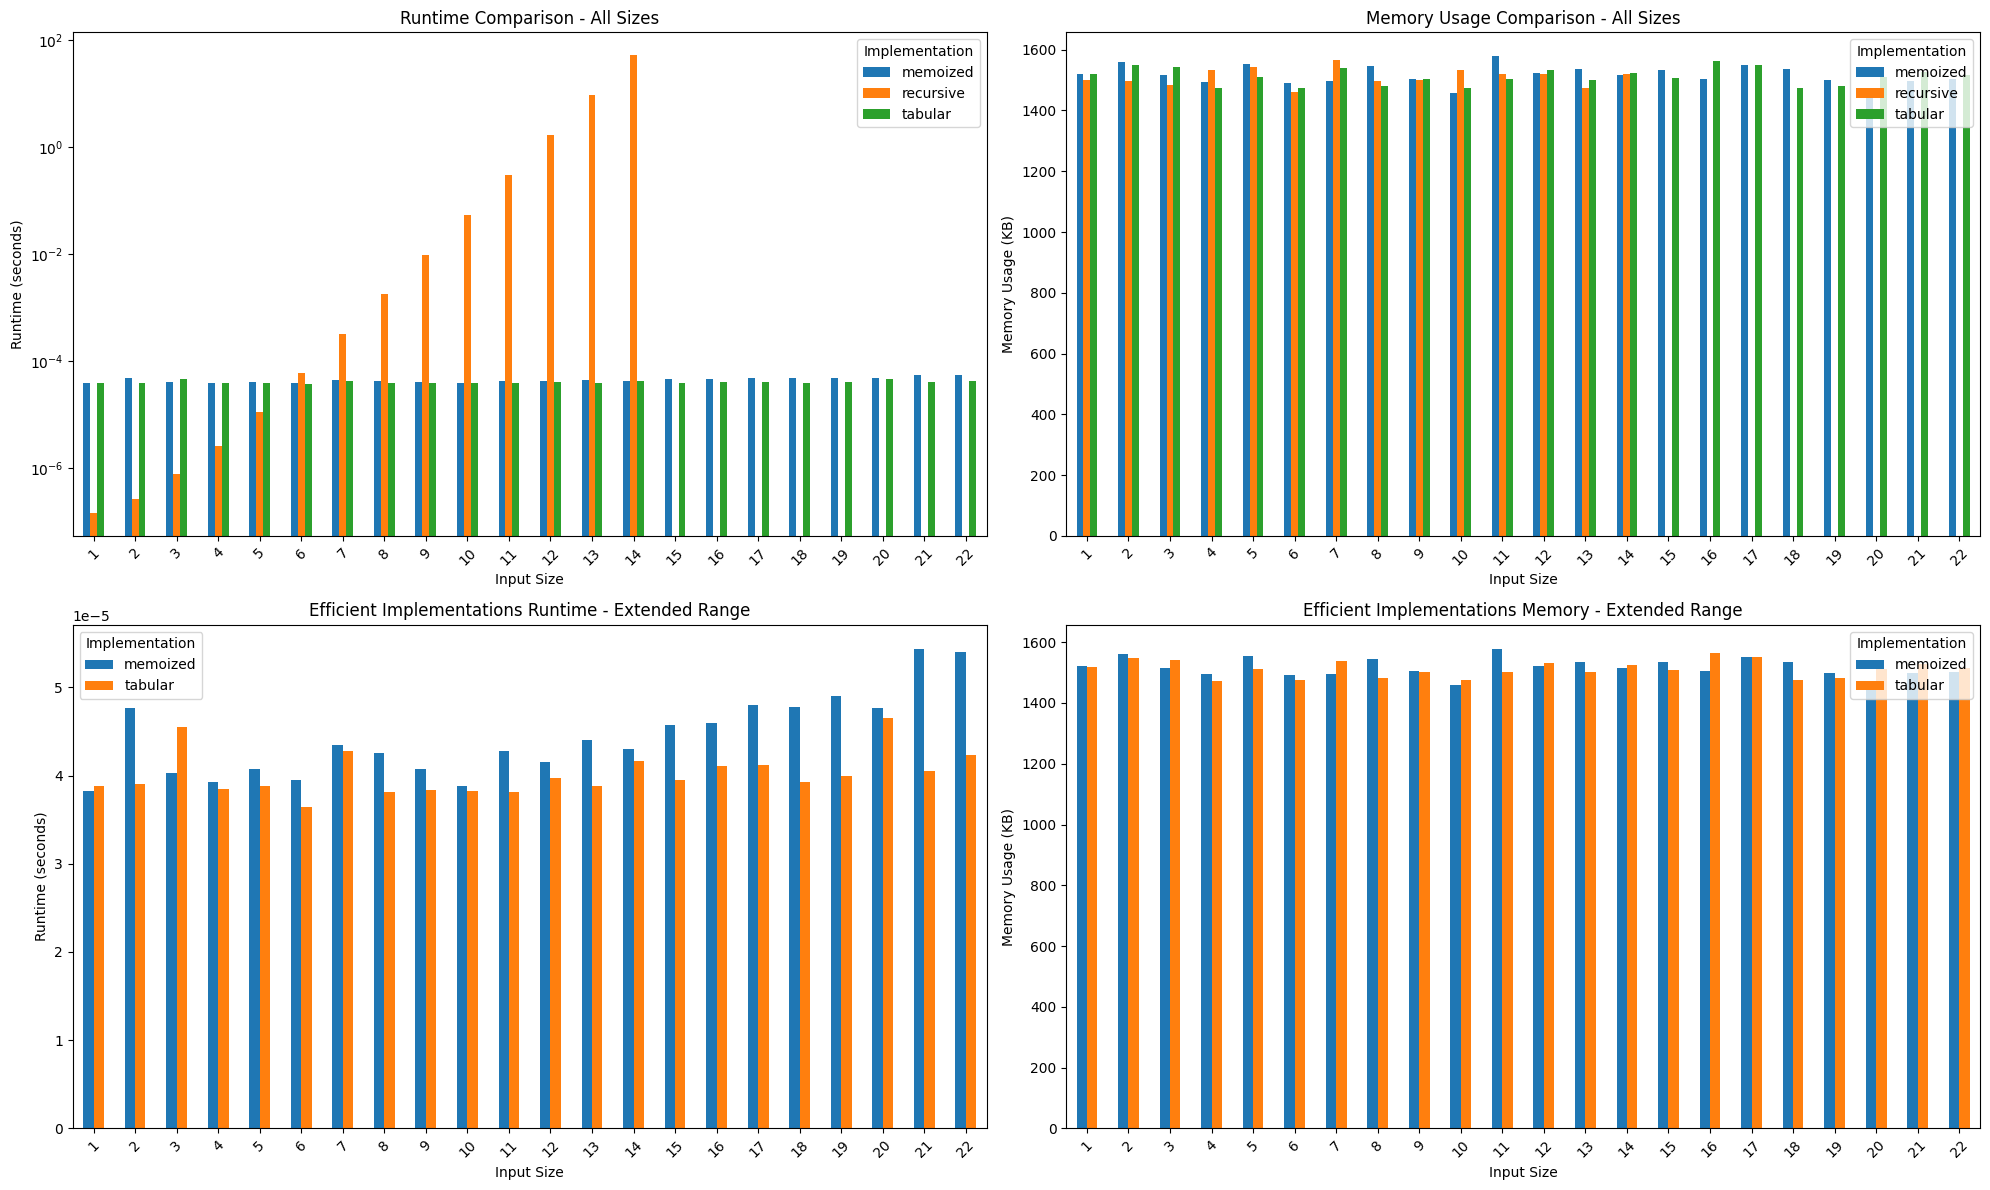 Runtime Comparison - All Sizes
Runtime (seconds)
10²
10⁰
10⁻²
10⁻⁴
10⁻⁶
Implementation
memoized
recursive
tabular
1 2 3 4 5 6 7 8 9 10 11 12 13 14 15 16 17 18 19 20 21 22
Input Size
Memory Usage Comparison - All Sizes
Memory Usage (KB)
1600
1400
1200
1000
800
600
400
200
0
Implementation
memoized
recursive
tabular
1 2 3 4 5 6 7 8 9 10 11 12 13 14 15 16 17 18 19 20 21 22
Input Size
Efficient Implementations Runtime - Extended Range
1e−5
Runtime (seconds)
5
4
3
2
1
0
Implementation
memoized
tabular
1 2 3 4 5 6 7 8 9 10 11 12 13 14 15 16 17 18 19 20 21 22
Input Size
Efficient Implementations Memory - Extended Range
Memory Usage (KB)
1600
1400
1200
1000
800
600
400
200
0
Implementation
memoized
tabular
1 2 3 4 5 6 7 8 9 10 11 12 13 14 15 16 17 18 19 20 21 22
Input Size